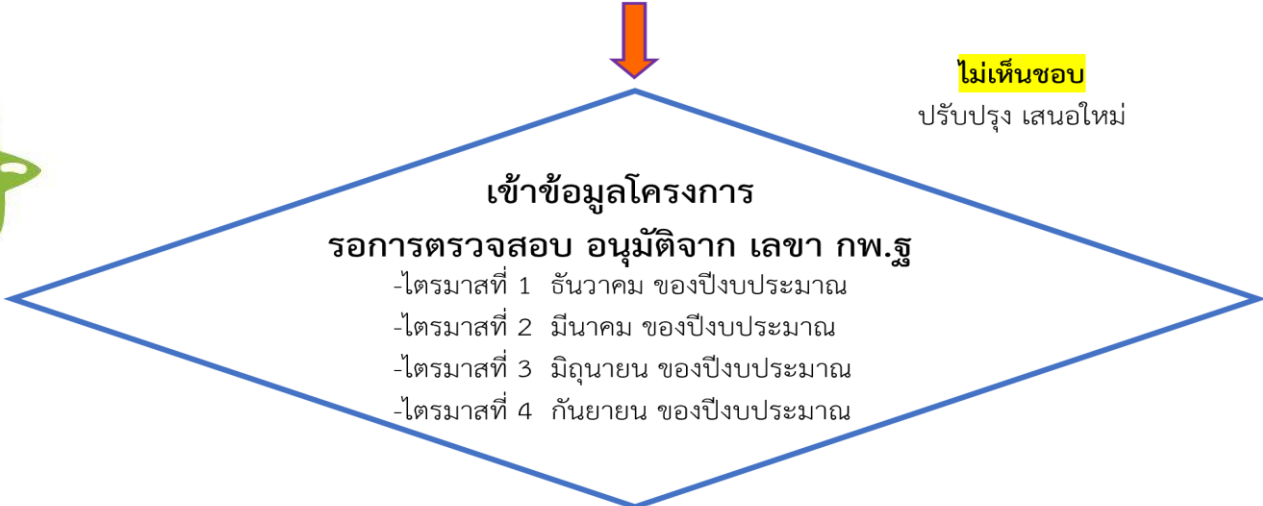 ไม่เห็นชอบ
ปรับปรุง เสนอใหม่
เข้าข้อมูลโครงการ
รอการตรวจสอบ อนุมัติจาก เลขา กพ.ฐ
-ไตรมาสที่ 1 ธันวาคม ของปีงบประมาณ
-ไตรมาสที่ 2 มีนาคม ของปีงบประมาณ
-ไตรมาสที่ 3 มิถุนายน ของปีงบประมาณ
-ไตรมาสที่ 4 กันยายน ของปีงบประมาณ